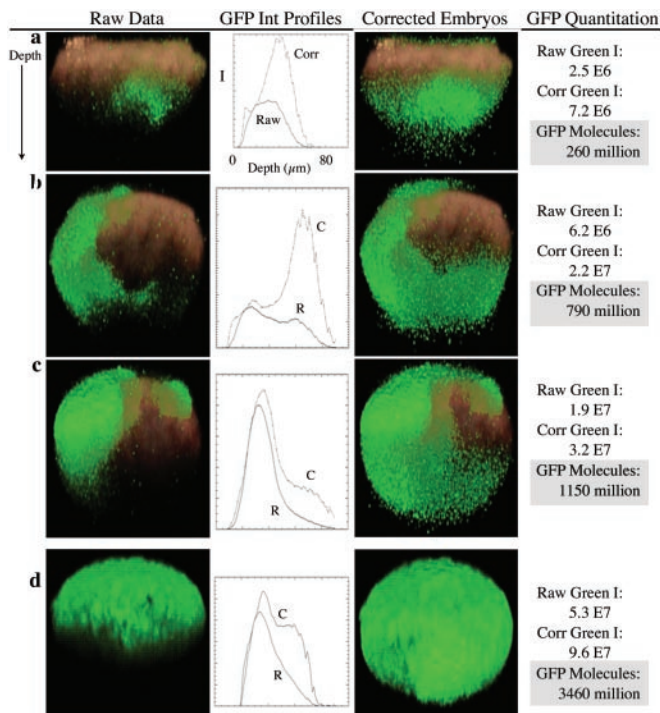 Raw Data GFP Int Profiles Corrected Embryos GFP Quantitation
a
Depth
I
Corr
Raw
0 80
Depth (μm)
Raw Green I:
2.5 E6
Corr Green I:
7.2 E6
GFP Molecules:
260 million
b
C
R
Raw Green I:
6.2 E6
Corr Green I:
2.2 E7
GFP Molecules:
790 million
c
C
R
Raw Green I:
1.9 E7
Corr Green I:
3.2 E7
GFP Molecules:
1150 million
d
C
R
Raw Green I:
5.3 E7
Corr Green I:
9.6 E7
GFP Molecules:
3460 million